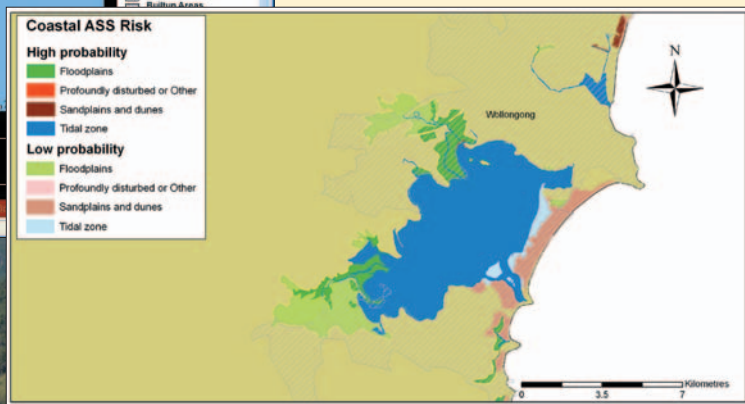 Builtup Areas
Coastal ASS Risk
High probability
Floodplains
Profoundly disturbed or Other
Sandplains and dunes
Tidal zone
Low probability
Floodplains
Profoundly disturbed or Other
Sandplains and dunes
Tidal zone
Wollongong
N
Kilometres
0 3.5 7